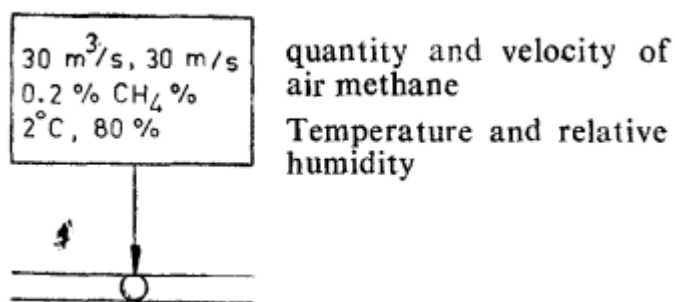 30 m³/s, 30 m/s
0.2 % CH₄ %
2°C, 80 %
quantity and velocity of
air methane
Temperature and relative
humidity